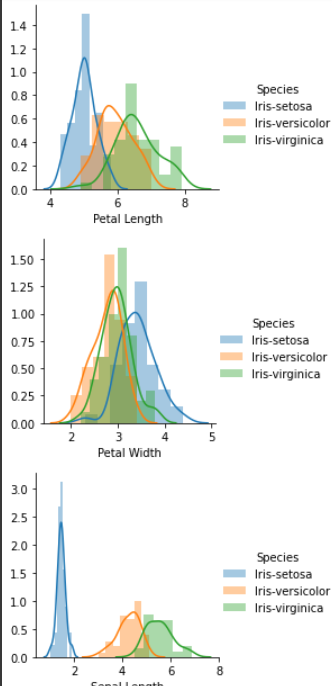 1.4
1.2
1.0
0.8
0.6
0.4
0.2
0.0
4 6 8
Petal Length
Species
Iris-setosa
Iris-versicolor
Iris-virginica
1.50
1.25
1.00
0.75
0.50
0.25
0.00
2 3 4 5
Petal Width
Species
Iris-setosa
Iris-versicolor
Iris-virginica
3.0
2.5
2.0
1.5
1.0
0.5
0.0
2 4 6 8
Sepal Length
Species
Iris-setosa
Iris-versicolor
Iris-virginica